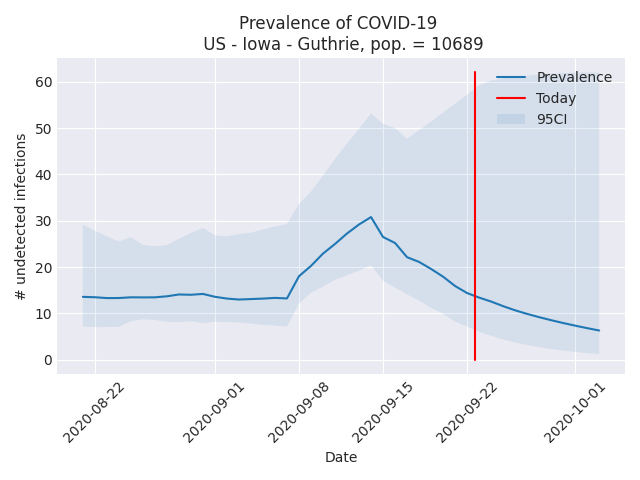 Prevalence of COVID-19
US - Iowa - Guthrie, pop. = 10689
Prevalence
Today
95CI
# undetected infections
60
50
40
30
20
10
0
2020-08-22
2020-09-01
2020-09-08
2020-09-15
2020-09-22
2020-10-01
Date